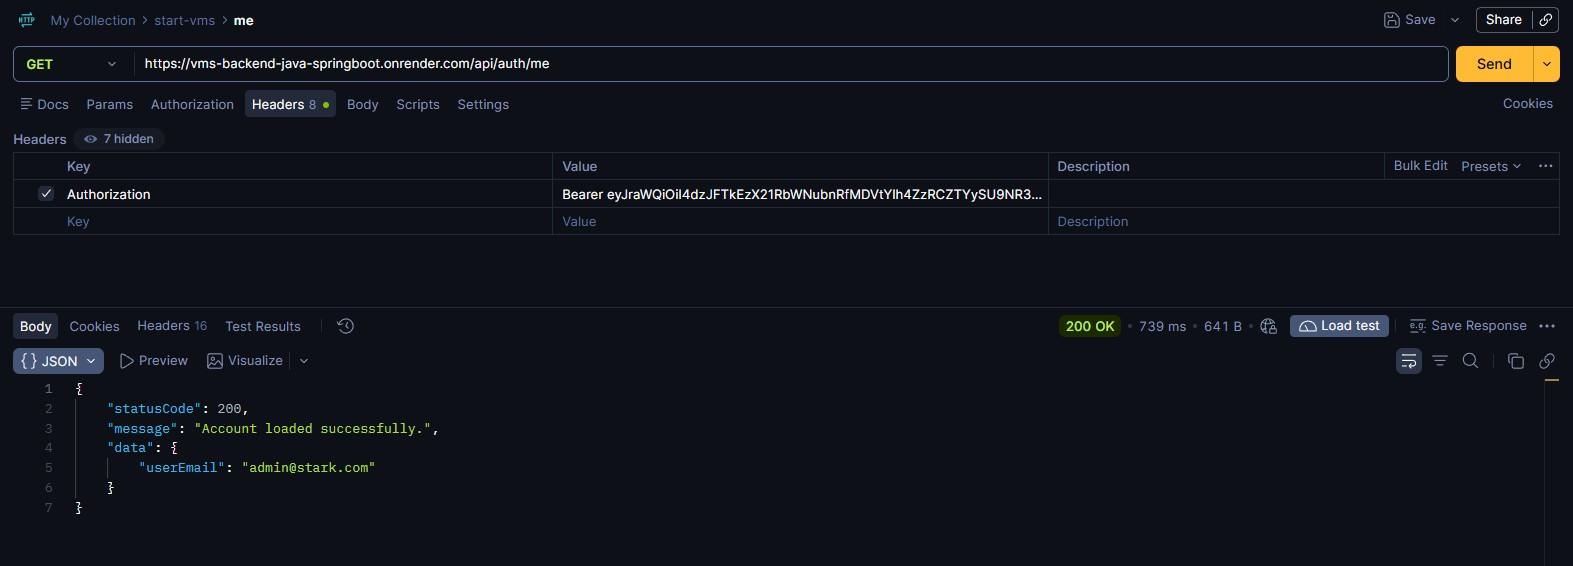 HTTP My Collection > start-vms > me Save Share
GET https://vms-backend-java-springboot.onrender.com/api/auth/me Send
Docs Params Authorization Headers 8 Body Scripts Settings Cookies
Headers 7 hidden
Key Value Description Bulk Edit Presets
Authorization Bearer eyJraWQiOiI4dzJFTkEzX21RbWNubnRfMDVtYlh4ZzRCZTYySU9NR3...
Key Value Description
Body Cookies Headers 16 Test Results 200 OK • 739 ms • 641 B • Load test e.g. Save Response
{} JSON Preview Visualize
1 {
2 "statusCode": 200,
3 "message": "Account loaded successfully.",
4 "data": {
5 "userEmail": "admin@stark.com"
6 }
7 }